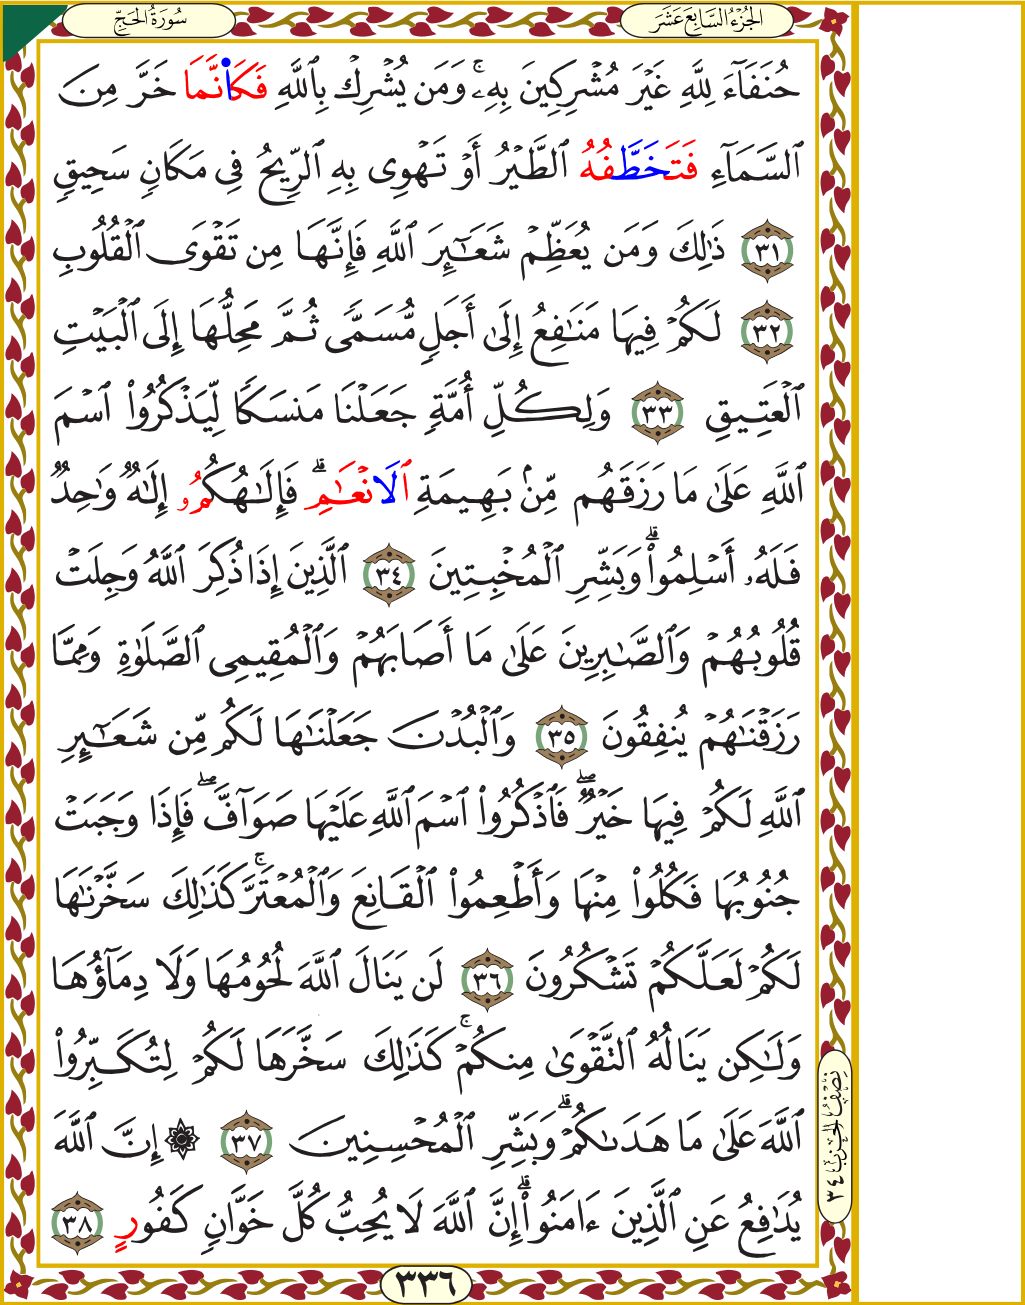 سُورَةُ الحَجِّ
الجُزْءُ السَّابِعَ عَشَرَ
حُنَفَآءَ لِلَّهِ غَيْرَ مُشْرِكِينَ بِهِۦۚ وَمَن يُشْرِكْ بِٱللَّهِ فَكَأَنَّمَا خَرَّ مِنَ
ٱلسَّمَآءِ فَتَخَطَّفُهُ ٱلطَّيْرُ أَوْ تَهْوِى بِهِ ٱلرِّيحُ فِى مَكَانٍ سَحِيقٍ
٣١ ذَٰلِكَ وَمَن يُعَظِّمْ شَعَـٰٓئِرَ ٱللَّهِ فَإِنَّهَا مِن تَقْوَى ٱلْقُلُوبِ
٣٢ لَكُمْ فِيهَا مَنَـٰفِعُ إِلَىٰٓ أَجَلٍ مُّسَمًّى ثُمَّ مَحِلُّهَآ إِلَى ٱلْبَيْتِ
ٱلْعَتِيقِ ٣٣ وَلِكُلِّ أُمَّةٍ جَعَلْنَا مَنسَكًا لِّيَذْكُرُوا۟ ٱسْمَ
ٱللَّهِ عَلَىٰ مَا رَزَقَهُم مِّنۢ بَهِيمَةِ ٱلَانْعَـٰمِۗ فَإِلَـٰهُكُمُۥ إِلَـٰهٌ وَٰحِدٌ
فَلَهُۥٓ أَسْلِمُوا۟ۗ وَبَشِّرِ ٱلْمُخْبِتِينَ ٣٤ ٱلَّذِينَ إِذَا ذُكِرَ ٱللَّهُ وَجِلَتْ
قُلُوبُهُمْ وَٱلصَّـٰبِرِينَ عَلَىٰ مَآ أَصَابَهُمْ وَٱلْمُقِيمِى ٱلصَّلَوٰةِ وَمِمَّا
رَزَقْنَـٰهُمْ يُنفِقُونَ ٣٥ وَٱلْبُدْنَ جَعَلْنَـٰهَا لَكُم مِّن شَعَـٰٓئِرِ
ٱللَّهِ لَكُمْ فِيهَا خَيْرٌۖ فَٱذْكُرُوا۟ ٱسْمَ ٱللَّهِ عَلَيْهَا صَوَآفَّۖ فَإِذَا وَجَبَتْ
جُنُوبُهَا فَكُلُوا۟ مِنْهَا وَأَطْعِمُوا۟ ٱلْقَانِعَ وَٱلْمُعْتَرَّۚ كَذَٰلِكَ سَخَّرْنَـٰهَا
لَكُمْ لَعَلَّكُمْ تَشْكُرُونَ ٣٦ لَن يَنَالَ ٱللَّهَ لُحُومُهَا وَلَا دِمَآؤُهَا
وَلَـٰكِن يَنَالُهُ ٱلتَّقْوَىٰ مِنكُمْۚ كَذَٰلِكَ سَخَّرَهَا لَكُمْ لِتُكَبِّرُوا۟
ٱللَّهَ عَلَىٰ مَا هَدَىٰكُمْۗ وَبَشِّرِ ٱلْمُحْسِنِينَ ٣٧ ۞ إِنَّ ٱللَّهَ
يُدَٰفِعُ عَنِ ٱلَّذِينَ ءَامَنُوٓا۟ۗ إِنَّ ٱللَّهَ لَا يُحِبُّ كُلَّ خَوَّانٍ كَفُورٍ ٣٨
نِصْفُ الحِزْبِ ٣٤
٣٣٦